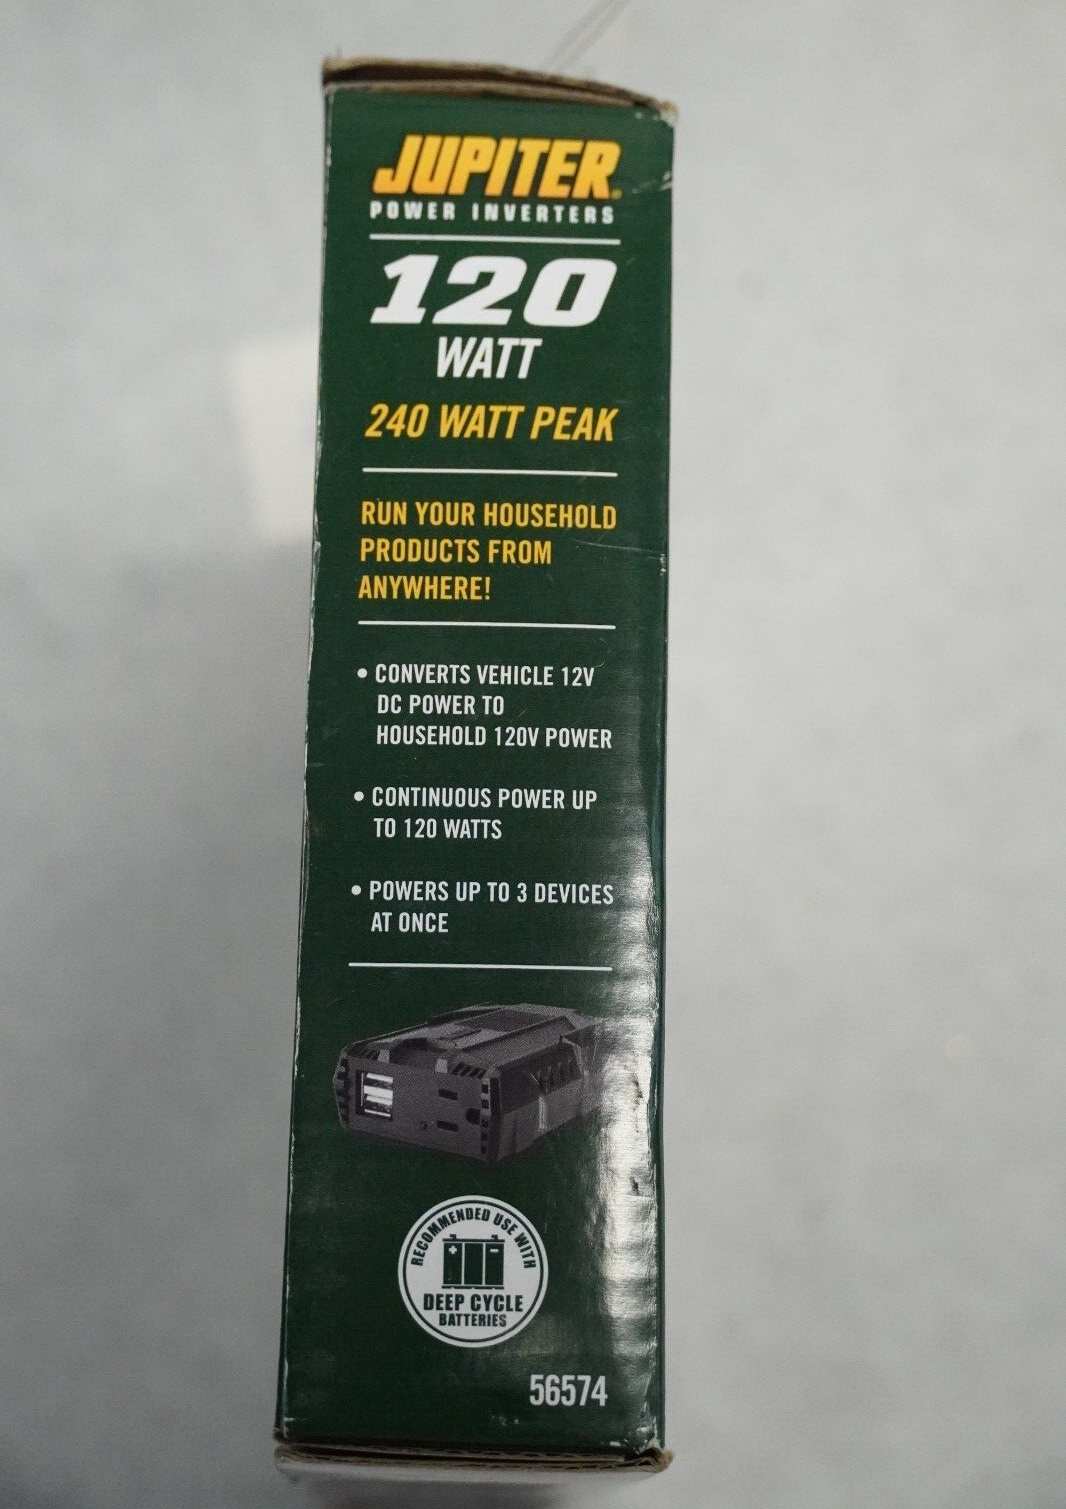 JUPITER
POWER INVERTERS
120
WATT
240 WATT PEAK
RUN YOUR HOUSEHOLD
PRODUCTS FROM
ANYWHERE!
• CONVERTS VEHICLE 12V
DC POWER TO
HOUSEHOLD 120V POWER
• CONTINUOUS POWER UP
TO 120 WATTS
• POWERS UP TO 3 DEVICES
AT ONCE
RECOMMENDED USE WITH
DEEP CYCLE
BATTERIES
56574